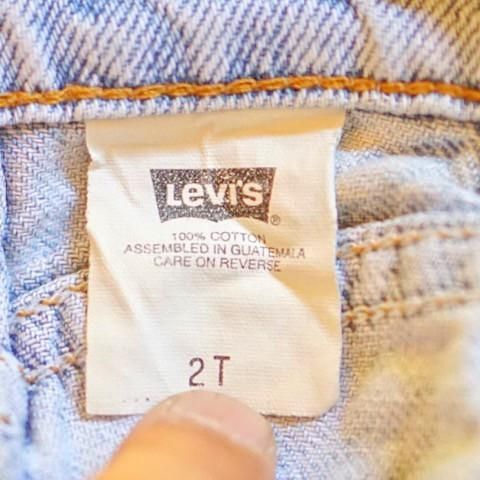 Levi's®
100% COTTON
ASSEMBLED IN GUATEMALA
CARE ON REVERSE
2T